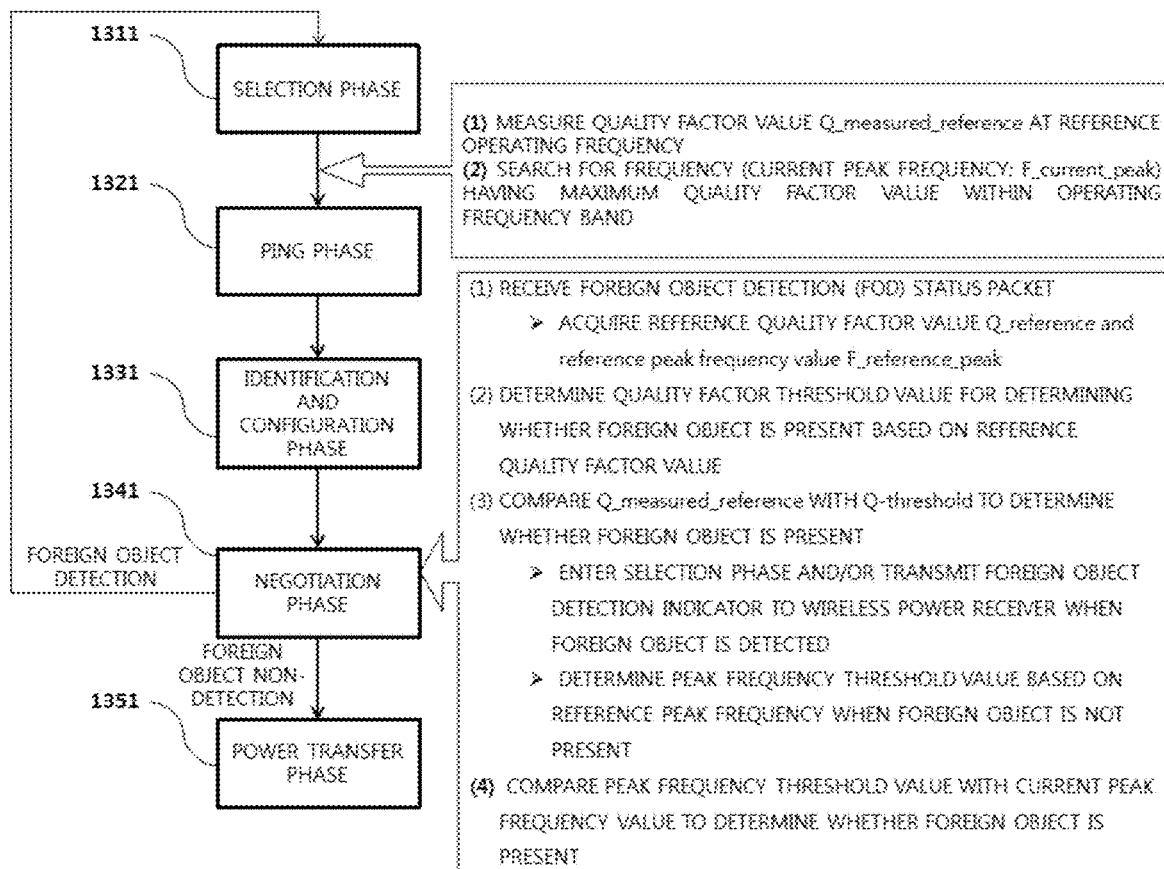 1311
SELECTION PHASE
(1) MEASURE QUALITY FACTOR VALUE Q_measured_reference AT REFERENCE
OPERATING FREQUENCY
(2) SEARCH FOR FREQUENCY (CURRENT PEAK FREQUENCY: F_current_peak)
HAVING MAXIMUM QUALITY FACTOR VALUE WITHIN OPERATING
FREQUENCY BAND
1321
PING PHASE
(1) RECEIVE FOREIGN OBJECT DETECTION (FOD) STATUS PACKET
➤ ACQUIRE REFERENCE QUALITY FACTOR VALUE Q_reference and
reference peak frequency value F_reference_peak
(2) DETERMINE QUALITY FACTOR THRESHOLD VALUE FOR DETERMINING
WHETHER FOREIGN OBJECT IS PRESENT BASED ON REFERENCE
QUALITY FACTOR VALUE
(3) COMPARE Q_measured_reference WITH Q-threshold TO DETERMINE
WHETHER FOREIGN OBJECT IS PRESENT
➤ ENTER SELECTION PHASE AND/OR TRANSMIT FOREIGN OBJECT
DETECTION INDICATOR TO WIRELESS POWER RECEIVER WHEN
FOREIGN OBJECT IS DETECTED
➤ DETERMINE PEAK FREQUENCY THRESHOLD VALUE BASED ON
REFERENCE PEAK FREQUENCY WHEN FOREIGN OBJECT IS NOT
PRESENT
(4) COMPARE PEAK FREQUENCY THRESHOLD VALUE WITH CURRENT PEAK
FREQUENCY VALUE TO DETERMINE WHETHER FOREIGN OBJECT IS
PRESENT
1331
IDENTIFICATION
AND
CONFIGURATION
PHASE
1341
FOREIGN OBJECT
DETECTION
NEGOTIATION
PHASE
FOREIGN
OBJECT NON-
DETECTION
1351
POWER TRANSFER
PHASE